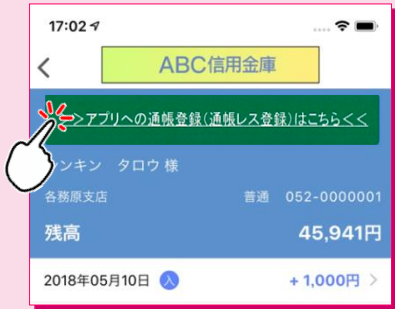 17:02
ABC信用金庫
>アプリへの通帳登録(通帳レス登録)はこちら<<
ンキン タロウ 様
各務原支店 普通 052-0000001
残高 45,941円
2018年05月10日 入 +1,000円 >